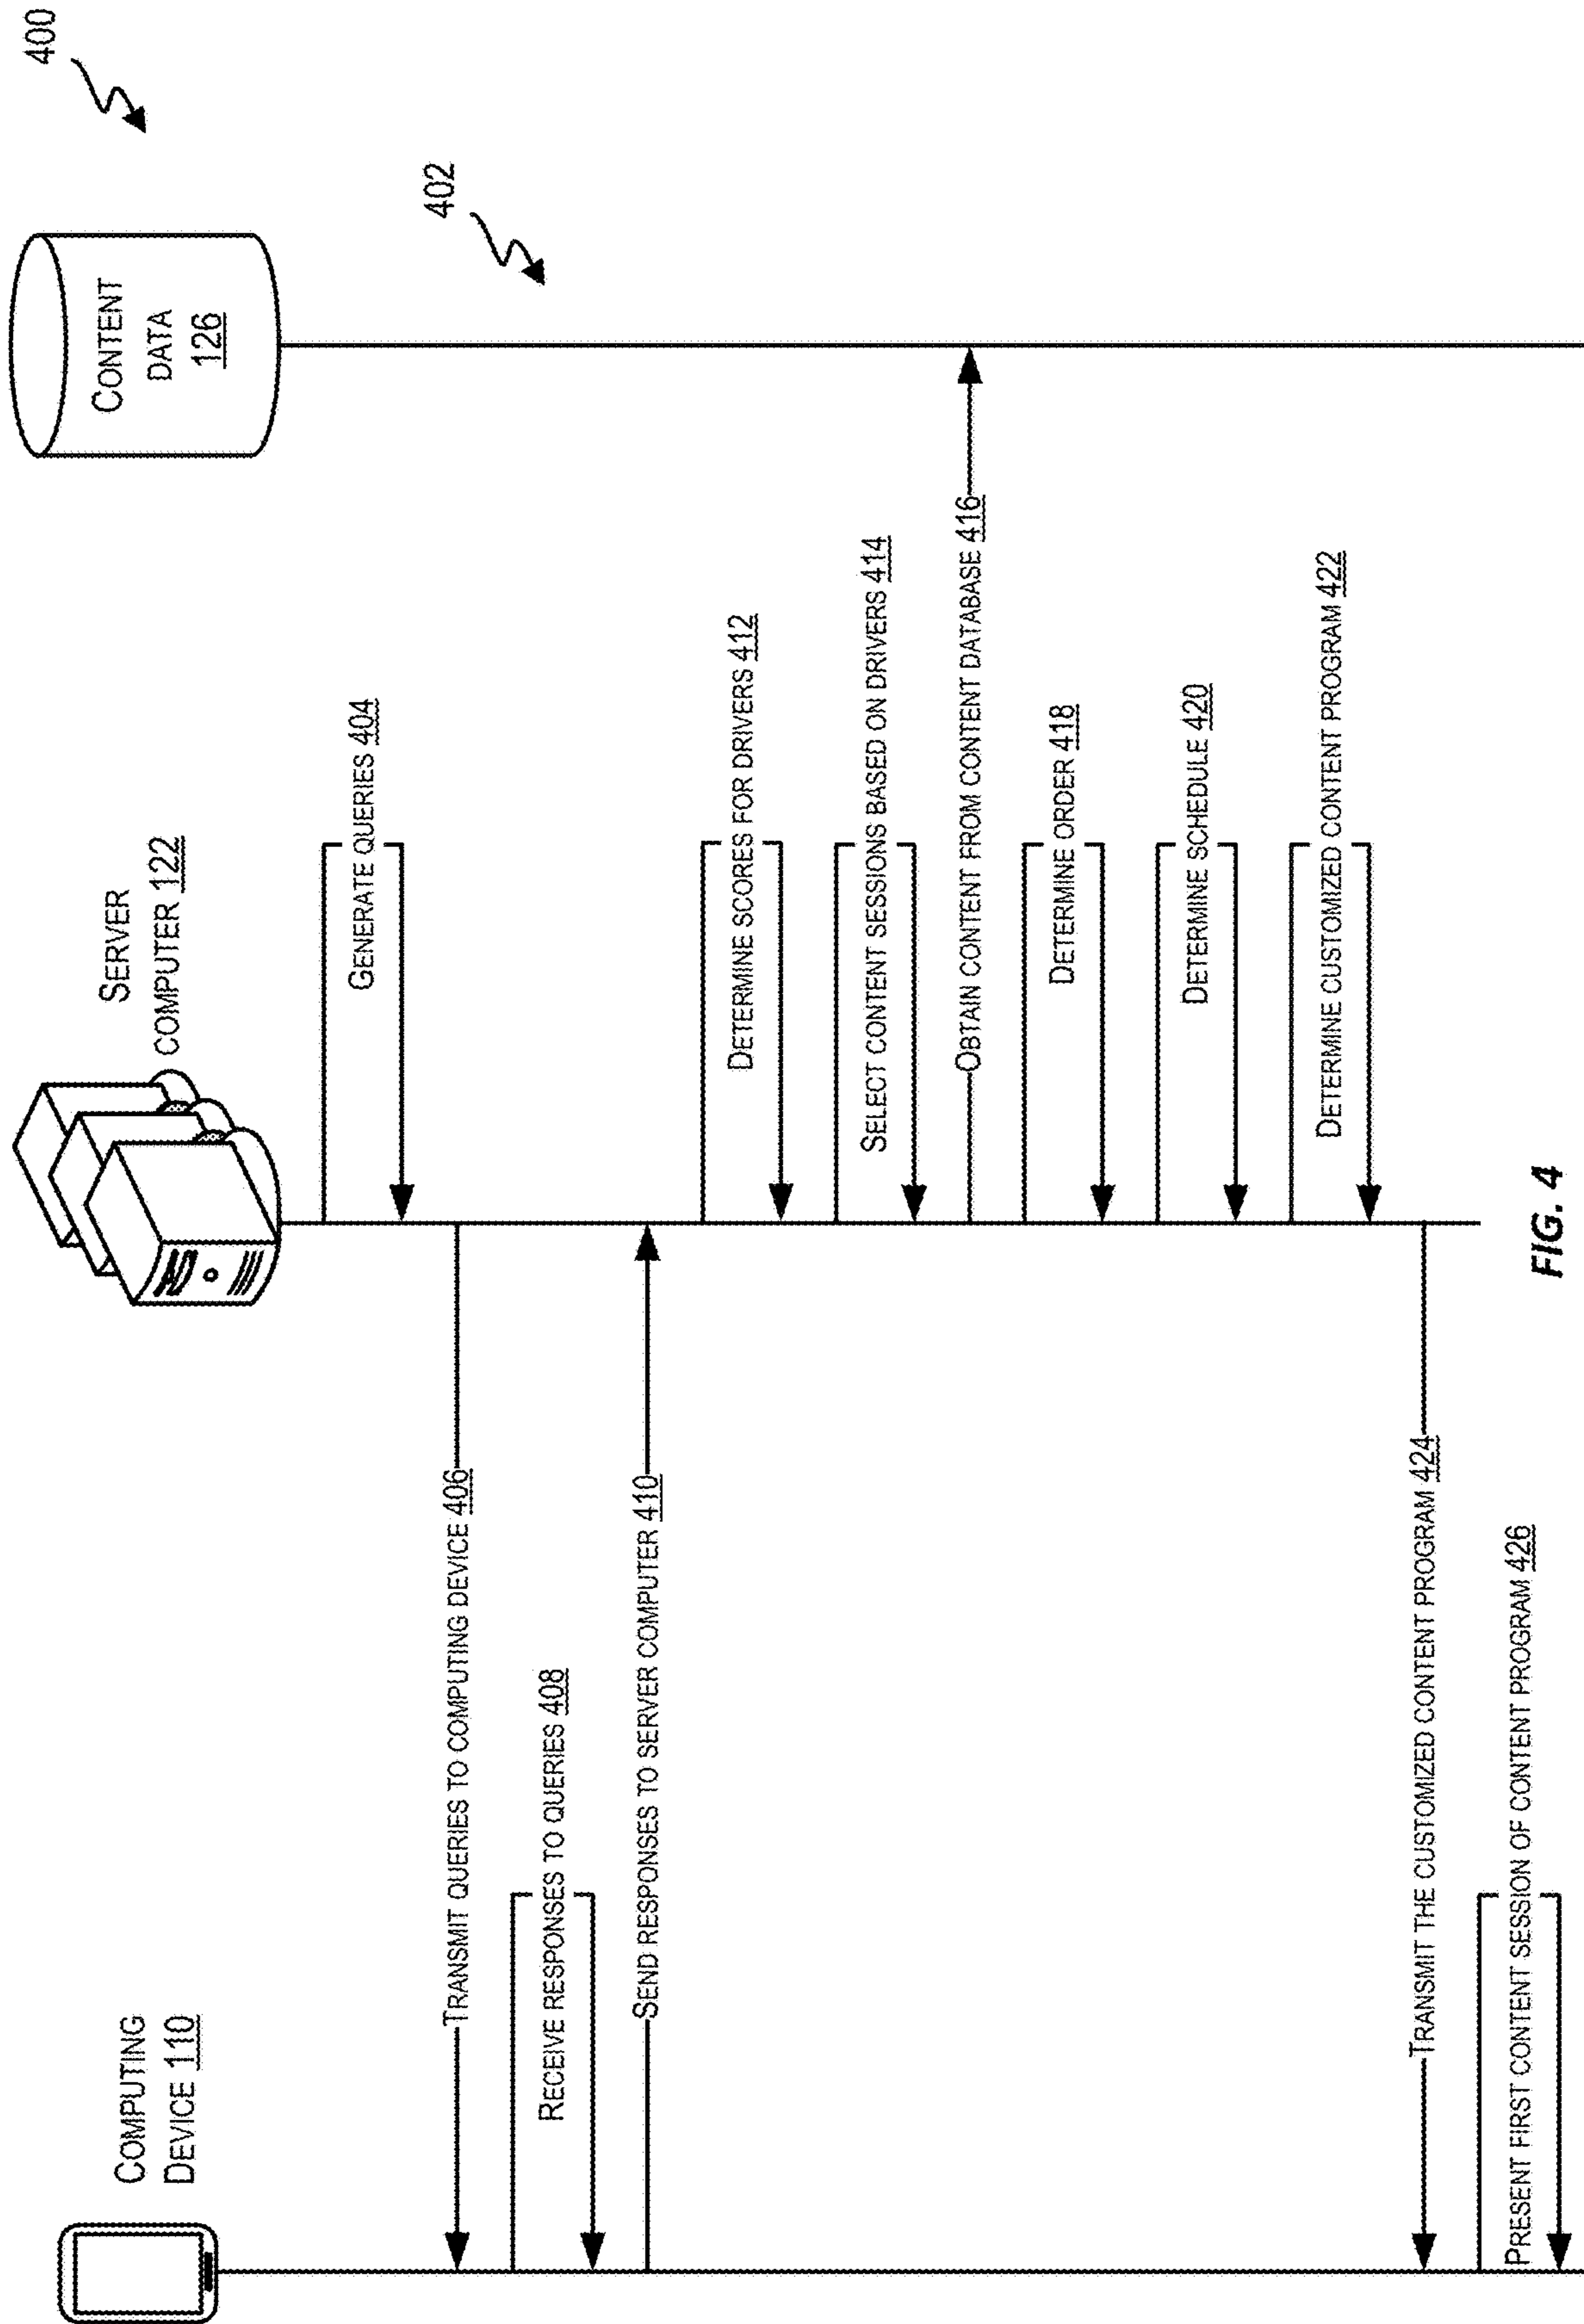 400
COMPUTING
DEVICE 110
SERVER
COMPUTER 122
CONTENT
DATA
126
402
GENERATE QUERIES 404
TRANSMIT QUERIES TO COMPUTING DEVICE 406
RECEIVE RESPONSES TO QUERIES 408
SEND RESPONSES TO SERVER COMPUTER 410
DETERMINE SCORES FOR DRIVERS 412
SELECT CONTENT SESSIONS BASED ON DRIVERS 414
OBTAIN CONTENT FROM CONTENT DATABASE 416
DETERMINE ORDER 418
DETERMINE SCHEDULE 420
DETERMINE CUSTOMIZED CONTENT PROGRAM 422
TRANSMIT THE CUSTOMIZED CONTENT PROGRAM 424
PRESENT FIRST CONTENT SESSION OF CONTENT PROGRAM 426
FIG. 4